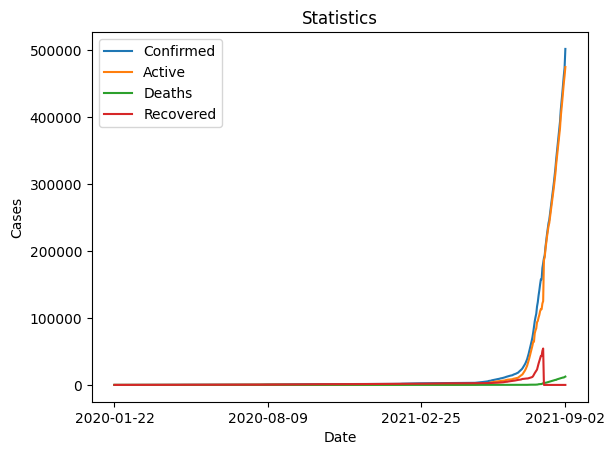 Statistics
Confirmed
Active
Deaths
Recovered
500000
400000
300000
200000
100000
0
Cases
2020-01-22
2020-08-09
2021-02-25
2021-09-02
Date